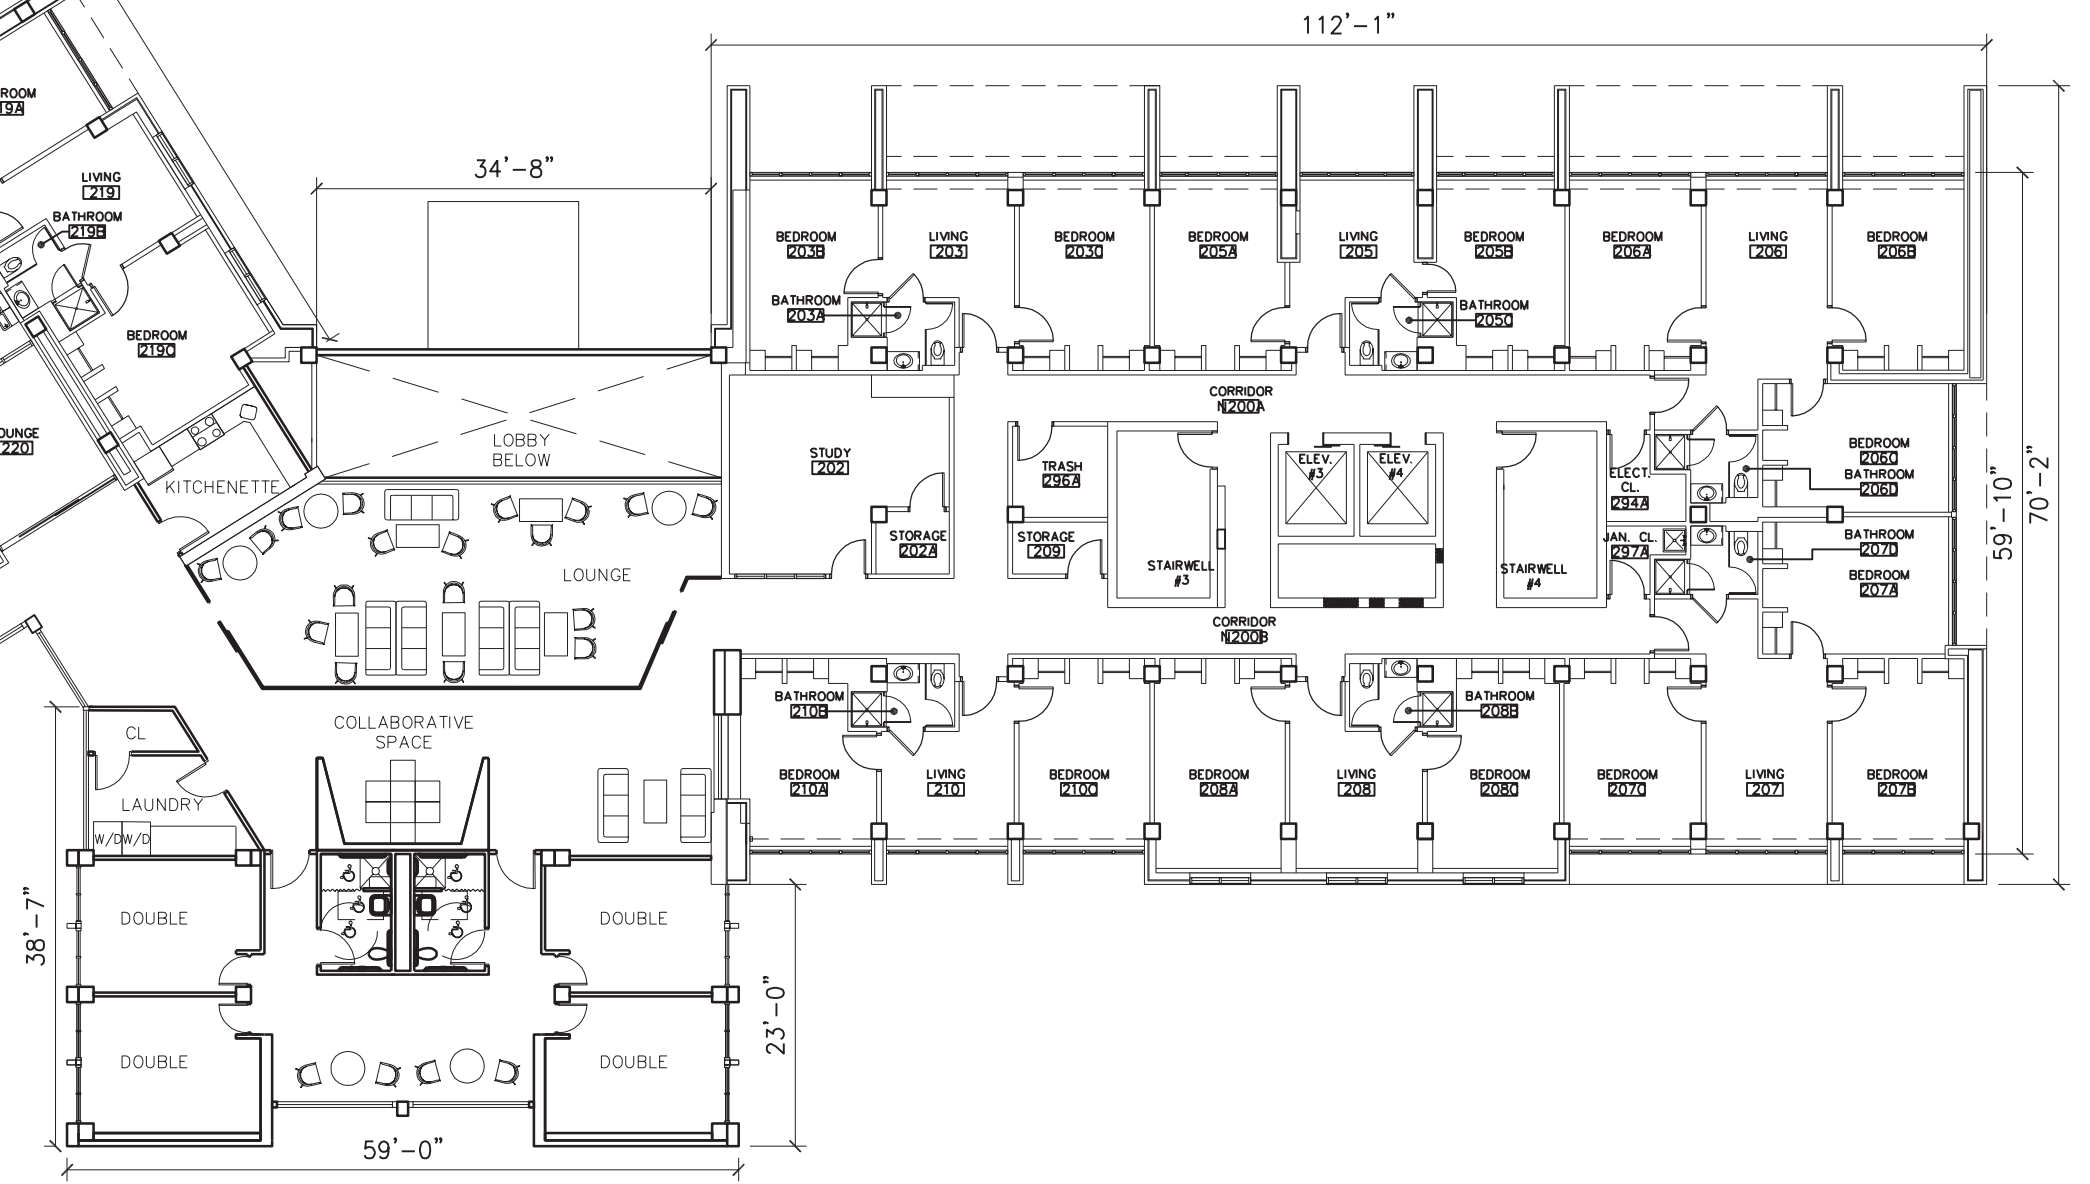 112'-1"
34'-8"
ROOM
19A
LIVING
219
BATHROOM
219B
BEDROOM
219C
OUNGE
220
KITCHENETTE
LOBBY
BELOW
LOUNGE
BEDROOM
203B
LIVING
203
BEDROOM
203C
BEDROOM
205A
LIVING
205
BEDROOM
205B
BEDROOM
206A
LIVING
206
BEDROOM
206B
BATHROOM
203A
BATHROOM
205C
CORRIDOR
N200A
STUDY
202
STORAGE
202A
TRASH
296A
STORAGE
209
STAIRWELL
#3
ELEV.
#3
ELEV.
#4
STAIRWELL
#4
ELECT.
CL.
294A
JAN. CL.
297A
BEDROOM
206C
BATHROOM
206D
BATHROOM
207D
BEDROOM
207A
59'-10"
70'-2"
CORRIDOR
N200B
BATHROOM
210B
BATHROOM
208B
BEDROOM
210A
LIVING
210
BEDROOM
210C
BEDROOM
208A
LIVING
208
BEDROOM
208C
BEDROOM
207C
LIVING
207
BEDROOM
207B
COLLABORATIVE
SPACE
CL
LAUNDRY
W/D W/D
DOUBLE
DOUBLE
DOUBLE
DOUBLE
38'-7"
23'-0"
59'-0"